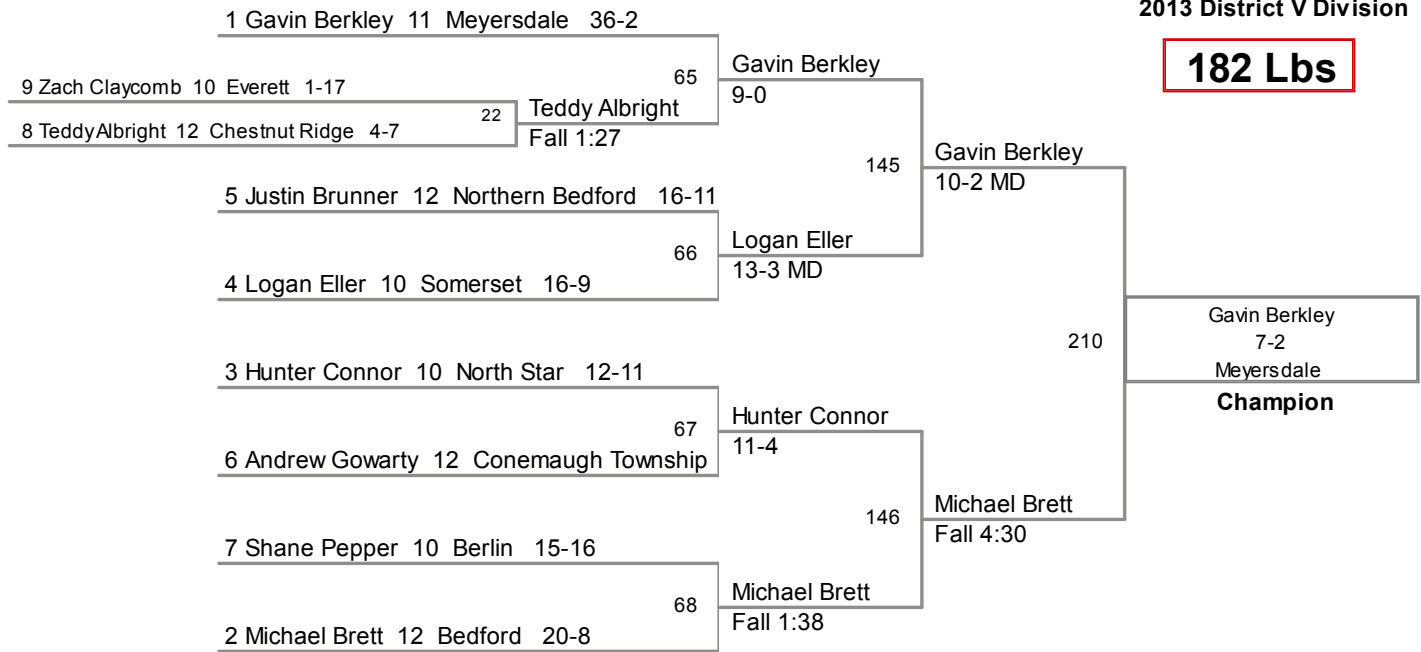 2013 District V Division
182 Lbs
1 Gavin Berkley 11 Meyersdale 36-2
9 Zach Claycomb 10 Everett 1-17
22
8 TeddyAlbright 12 Chestnut Ridge 4-7
Teddy Albright
Fall 1:27
65
Gavin Berkley
9-0
5 Justin Brunner 12 Northern Bedford 16-11
66
4 Logan Eller 10 Somerset 16-9
Logan Eller
13-3 MD
145
Gavin Berkley
10-2 MD
3 Hunter Connor 10 North Star 12-11
67
6 Andrew Gowarty 12 Conemaugh Township
Hunter Connor
11-4
7 Shane Pepper 10 Berlin 15-16
68
2 Michael Brett 12 Bedford 20-8
Michael Brett
Fall 1:38
146
Michael Brett
Fall 4:30
210
Gavin Berkley
7-2
Meyersdale
Champion